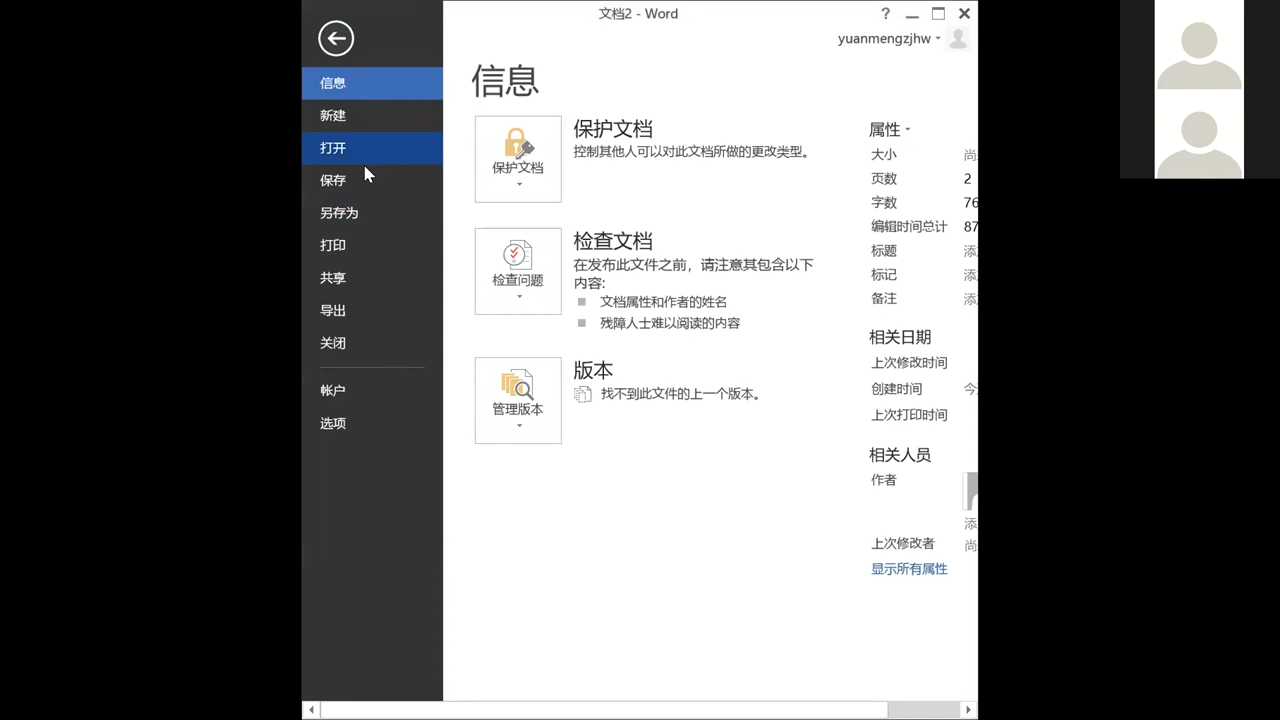 文档2 - Word
?
yuanmengzjhw
信息
新建
打开
保存
另存为
打印
共享
导出
关闭
帐户
选项
信息
保护文档
保护文档
控制其他人可以对此文档所做的更改类型。
检查问题
检查文档
在发布此文件之前，请注意其包含以下
内容:
文档属性和作者的姓名
残障人士难以阅读的内容
管理版本
版本
找不到此文件的上一个版本。
属性
大小 尚
页数 2
字数 76
编辑时间总计 87
标题 添
标记 添
备注 添
相关日期
上次修改时间
创建时间 今
上次打印时间
相关人员
作者
添
上次修改者 尚
显示所有属性